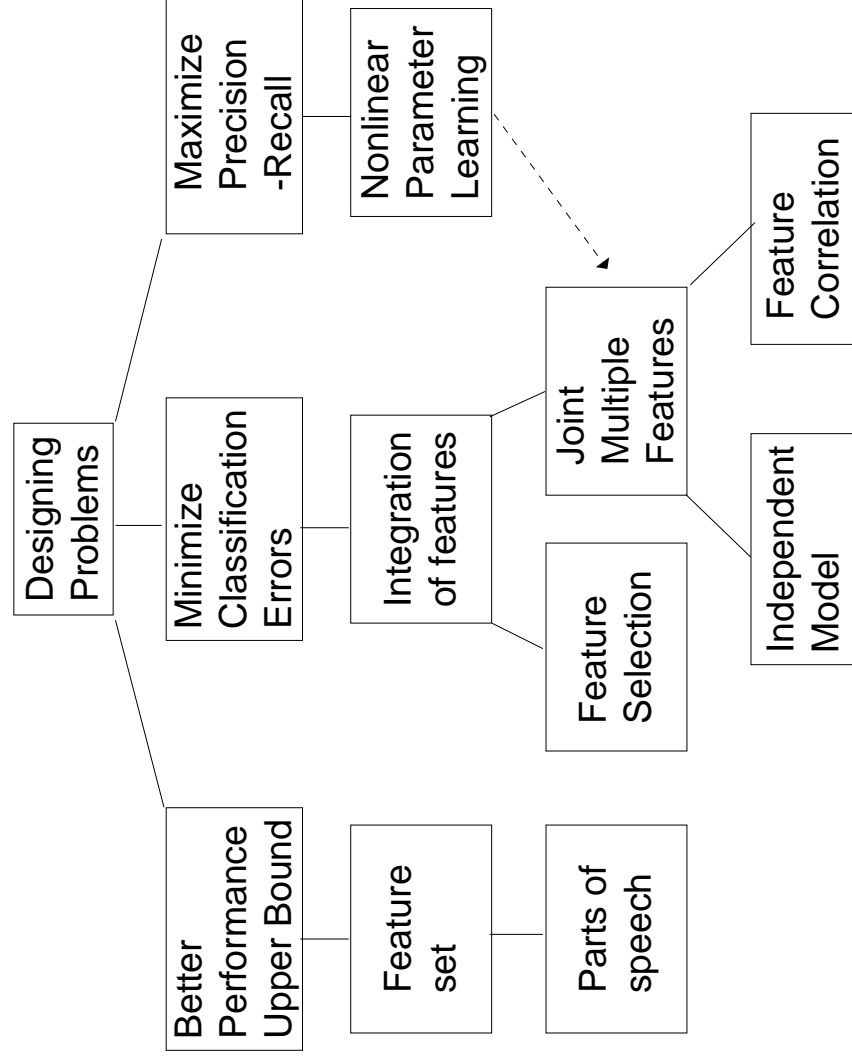 Designing
Problems
Better
Performance
Upper Bound
Minimize
Classification
Errors
Maximize
Precision
-Recall
Feature
set
Integration
of features
Nonlinear
Parameter
Learning
Parts of
speech
Feature
Selection
Joint
Multiple
Features
Independent
Model
Feature
Correlation